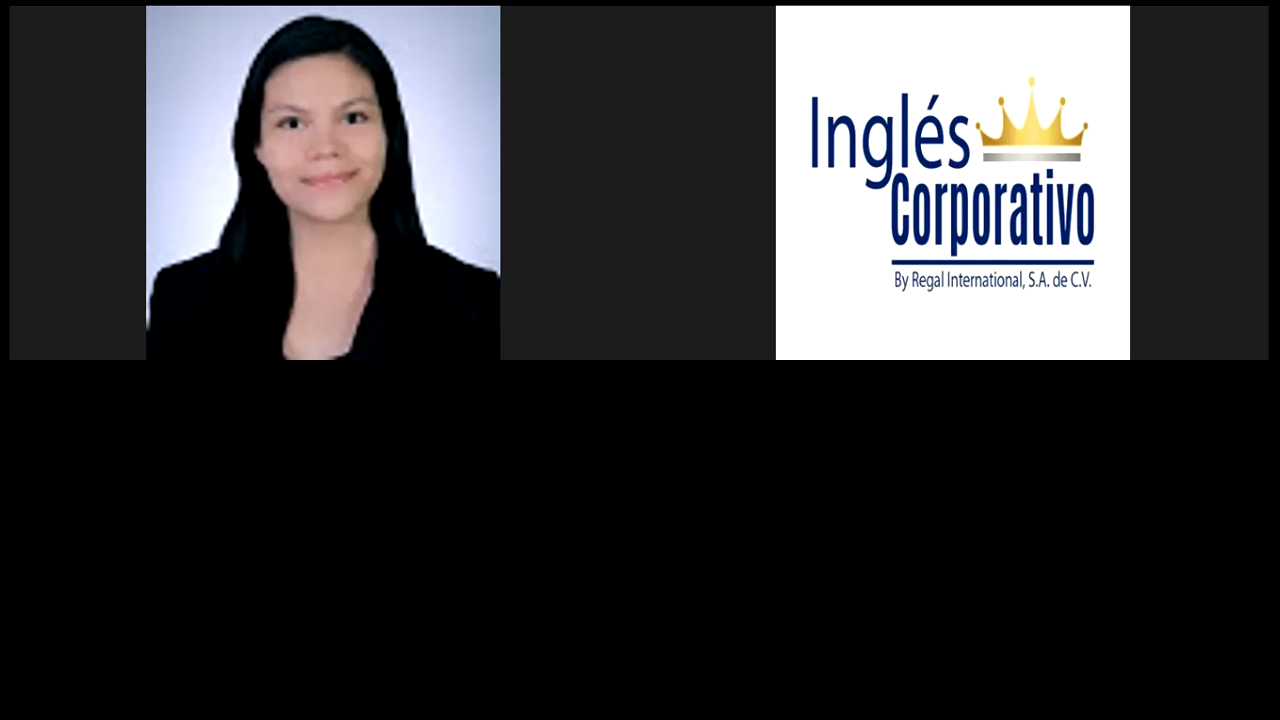 Inglés
Corporativo
By Regal International, S.A. de C.V.